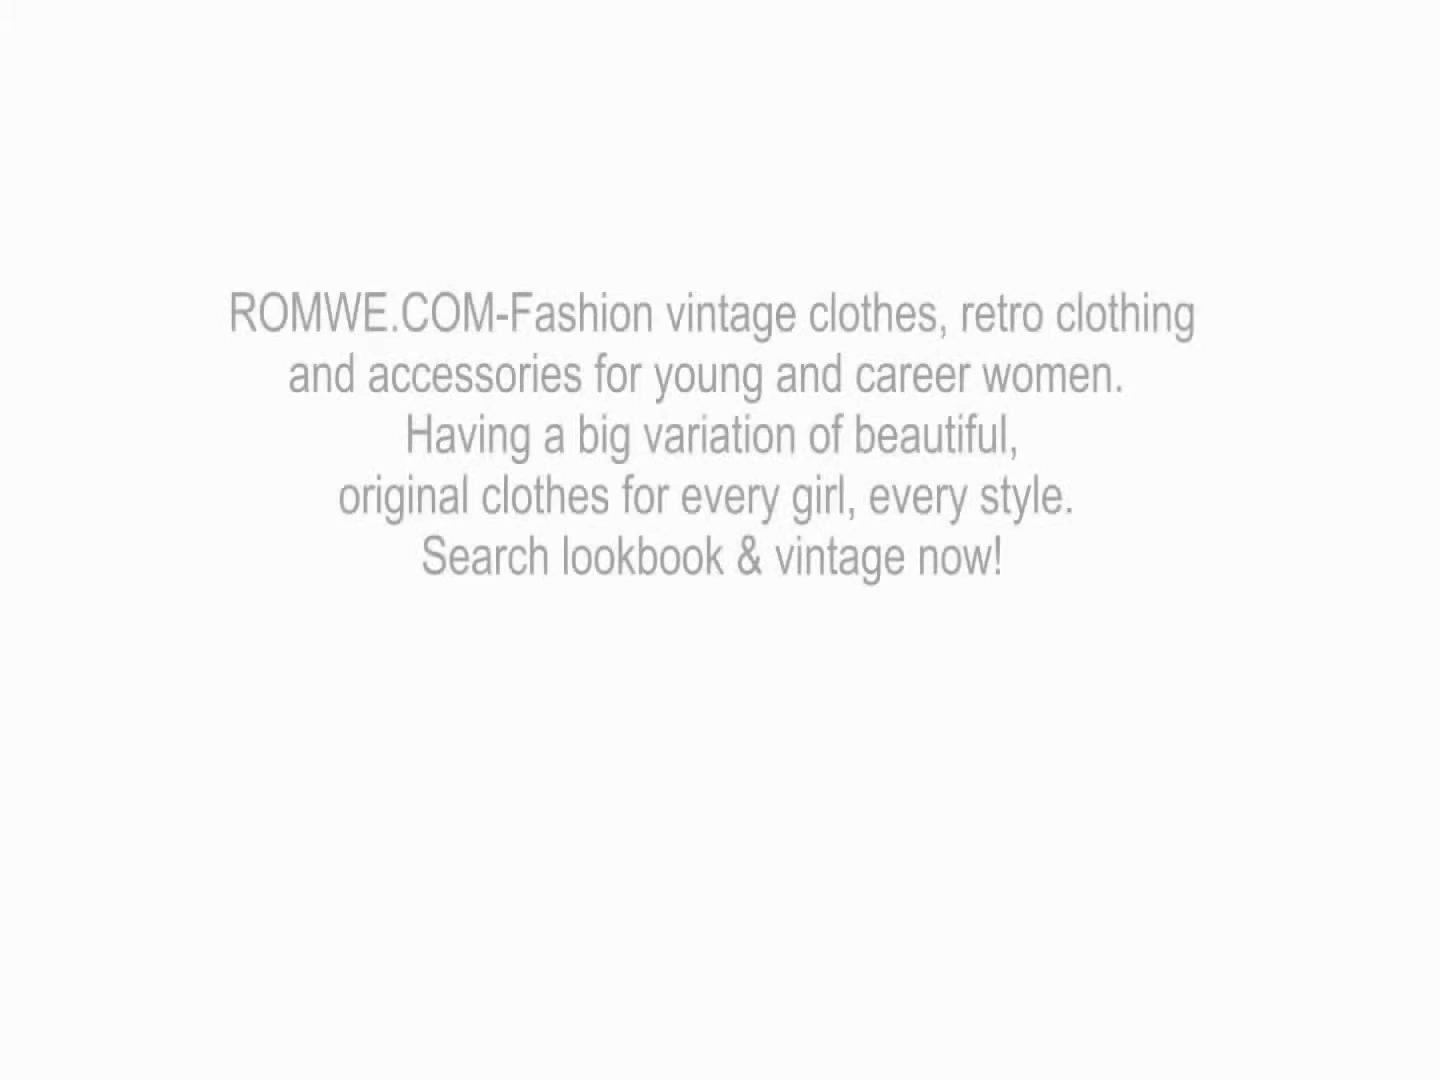 ROMWE.COM-Fashion vintage clothes, retro clothing
and accessories for young and career women.
Having a big variation of beautiful,
original clothes for every girl, every style.
Search lookbook & vintage now!